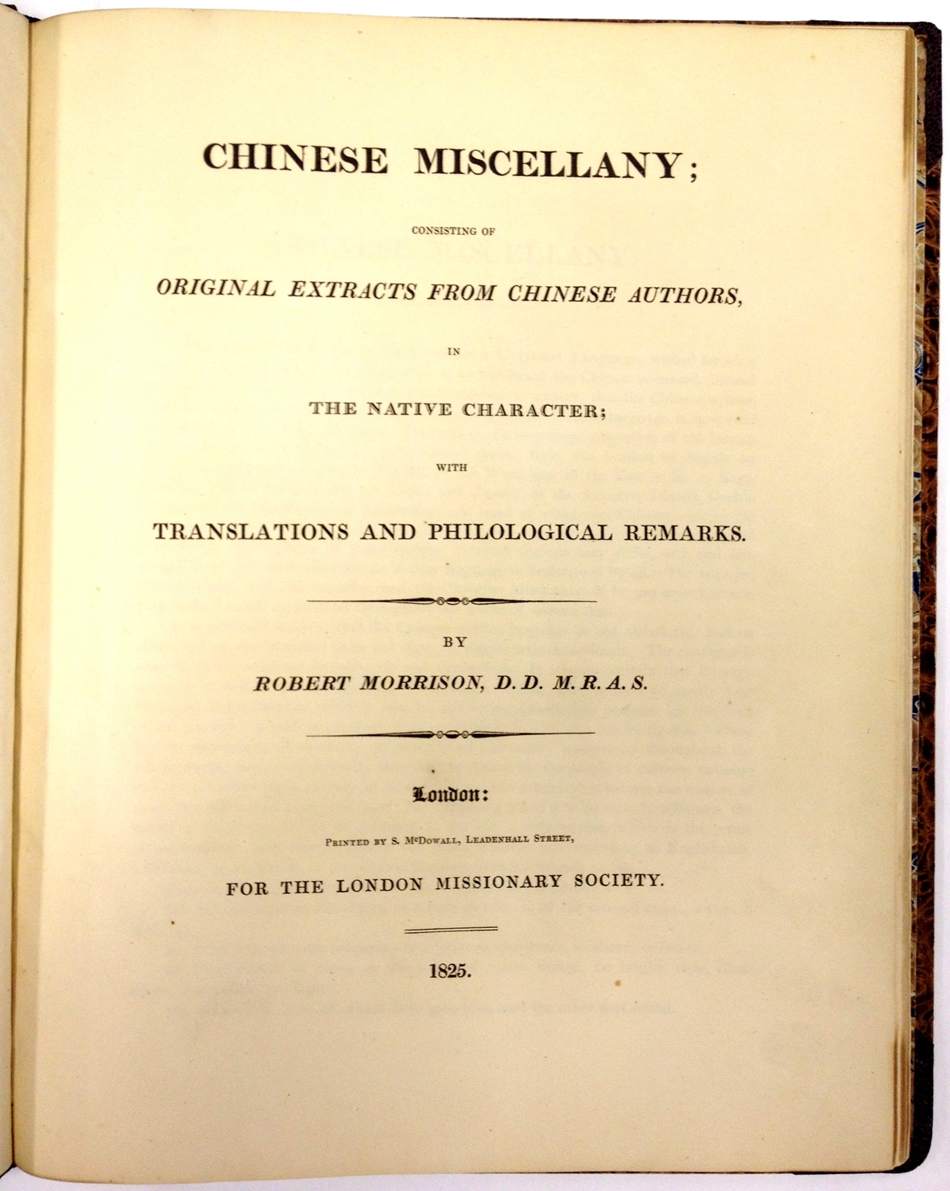 CHINESE MISCELLANY;
CONSISTING OF
ORIGINAL EXTRACTS FROM CHINESE AUTHORS,
IN
THE NATIVE CHARACTER;
WITH
TRANSLATIONS AND PHILOLOGICAL REMARKS.
BY
ROBERT MORRISON, D. D. M. R. A. S.
London:
PRINTED BY S. McDOWALL, LEADENHALL STREET,
FOR THE LONDON MISSIONARY SOCIETY.
1825.